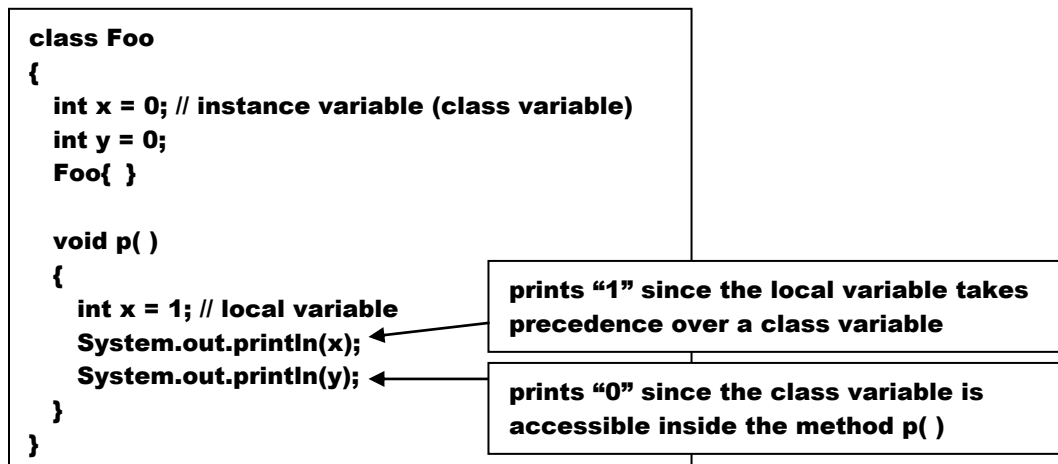 class Foo
{
int x = 0; // instance variable (class variable)
int y = 0;
Foo{ }
void p( )
{
int x = 1; // local variable
System.out.println(x);
System.out.println(y);
}
}
prints “1” since the local variable takes
precedence over a class variable
prints “0” since the class variable is
accessible inside the method p( )